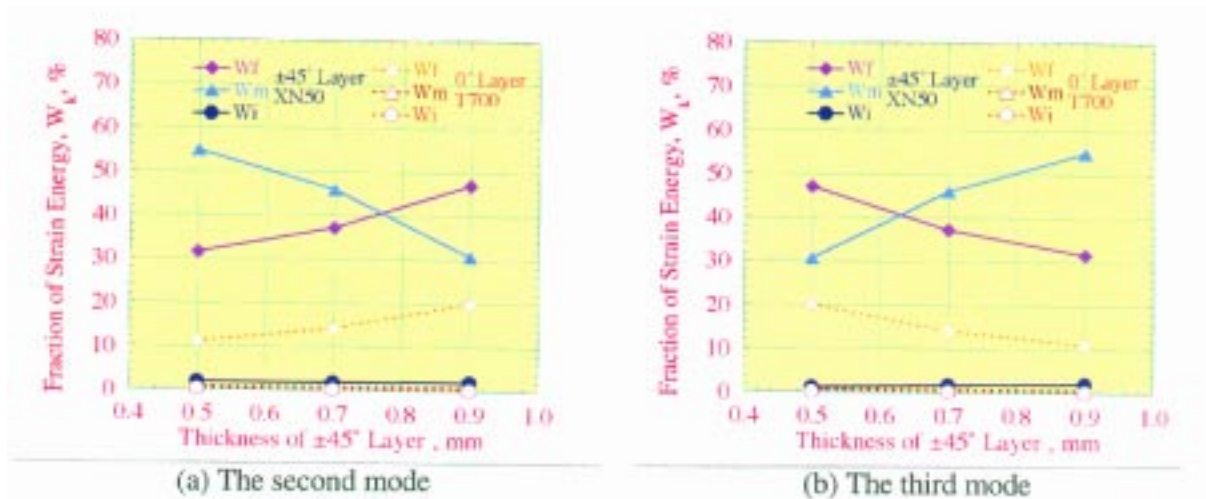 Fraction of Strain Energy, Wk, %
80
70
60
50
40
30
20
10
0
Wf
Wm
Wi
±45° Layer
XN50
Wf
Wm
Wi
0° Layer
T700
0.4 0.5 0.6 0.7 0.8 0.9 1.0
Thickness of ±45° Layer , mm
(a) The second mode
Fraction of Strain Energy, Wk, %
80
70
60
50
40
30
20
10
0
Wf
Wm
Wi
±45° Layer
XN50
Wf
Wm
Wi
0° Layer
T700
0.4 0.5 0.6 0.7 0.8 0.9 1.0
Thickness of ±45° Layer , mm
(b) The third mode